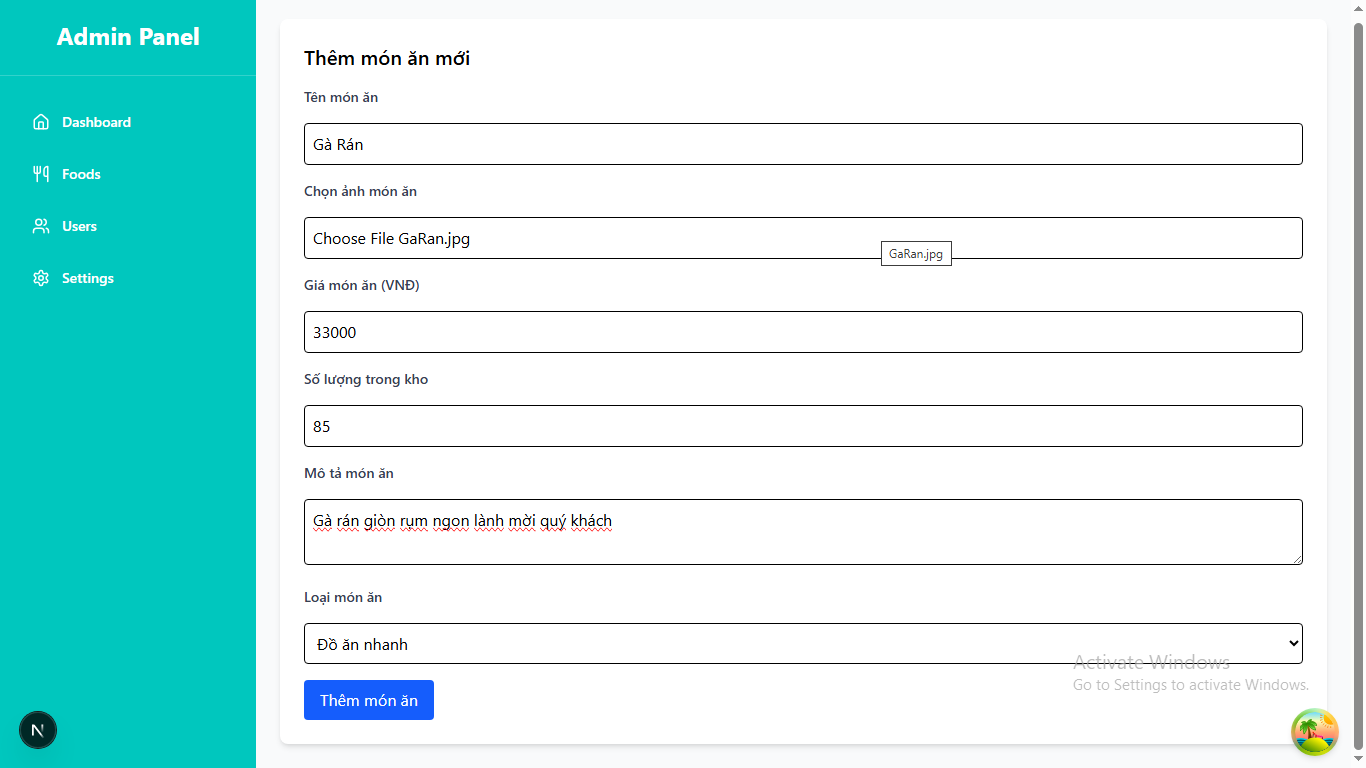 Admin Panel
Dashboard
Foods
Users
Settings
Thêm món ăn mới
Tên món ăn
Gà Rán
Chọn ảnh món ăn
Choose File GaRan.jpg
GaRan.jpg
Giá món ăn (VNĐ)
33000
Số lượng trong kho
85
Mô tả món ăn
Gà rán giòn rụm ngon lành mời quý khách
Loại món ăn
Đồ ăn nhanh
Thêm món ăn
Activate Windows
Go to Settings to activate Windows.
N